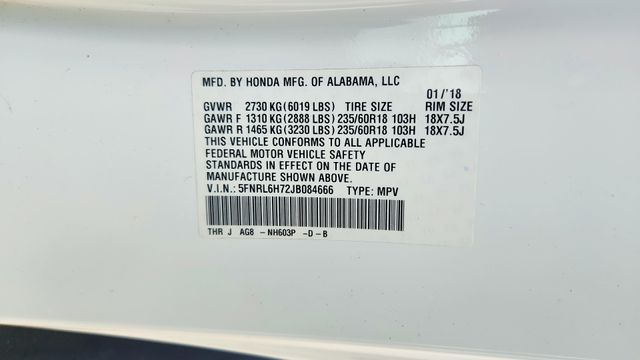 MFD. BY HONDA MFG. OF ALABAMA, LLC
01/'18
GVWR 2730 KG (6019 LBS) TIRE SIZE RIM SIZE
GAWR F 1310 KG (2888 LBS) 235/60R18 103H 18X7.5J
GAWR R 1465 KG (3230 LBS) 235/60R18 103H 18X7.5J
THIS VEHICLE CONFORMS TO ALL APPLICABLE
FEDERAL MOTOR VEHICLE SAFETY
STANDARDS IN EFFECT ON THE DATE OF
MANUFACTURE SHOWN ABOVE.
V.I.N.: 5FNRL6H72JB084666 TYPE: MPV
THR J AG8 - NH603P -D-B